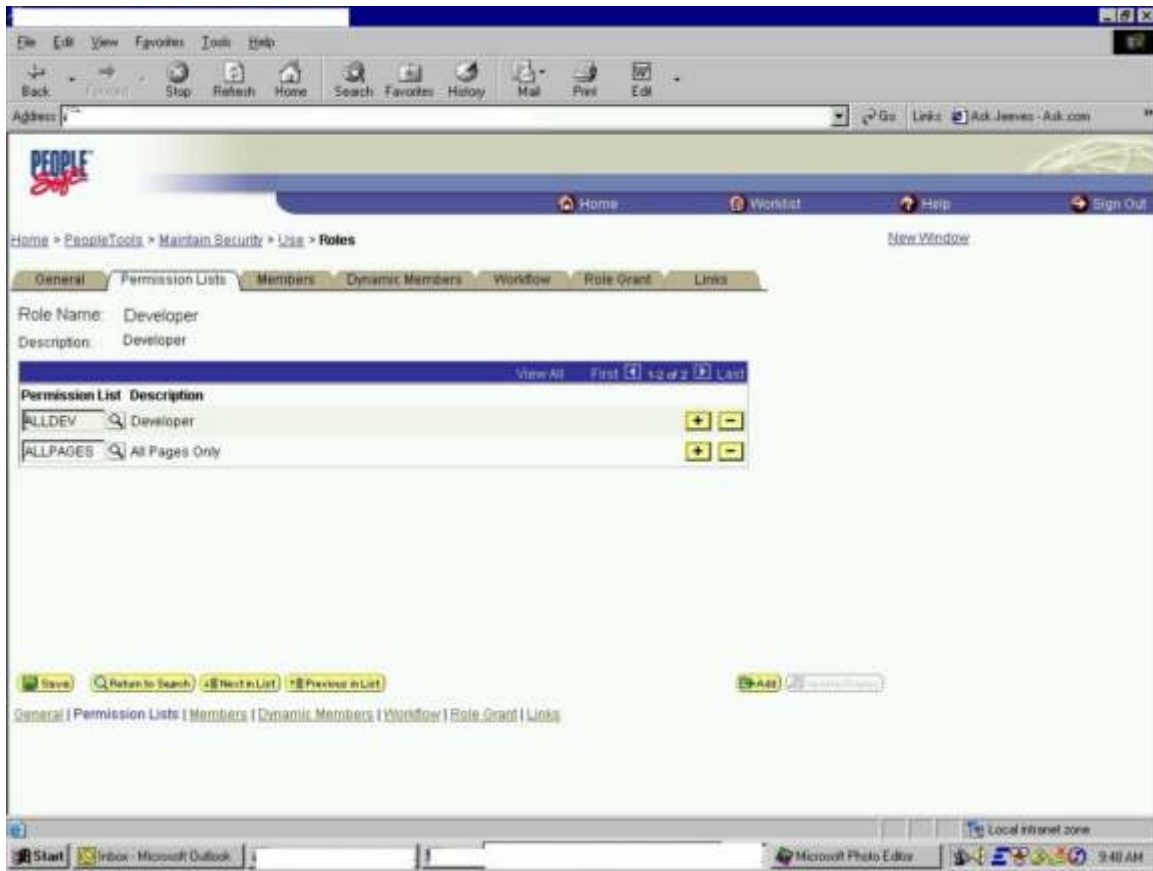 File Edit View Favorites Tools Help
Back Forward Stop Refresh Home Search Favorites History Mail Print Edit
Address Go Links Ask Jeeves - Ask.com
PEOPLE
Soft
Home Worklist Help Sign Out
Home > PeopleTools > Maintain Security > Use > Roles New Window
General Permission Lists Members Dynamic Members Workflow Role Grant Links
Role Name: Developer
Description: Developer
View All First 1-2 of 2 Last
Permission List Description
ALLDEV Developer + -
ALLPAGES All Pages Only + -
Save Return to Search Next in List Previous in List Add
General | Permission Lists | Members | Dynamic Members | Workflow | Role Grant | Links
Local intranet zone
Start Inbox - Microsoft Outlook Microsoft Photo Editor 9:40 AM